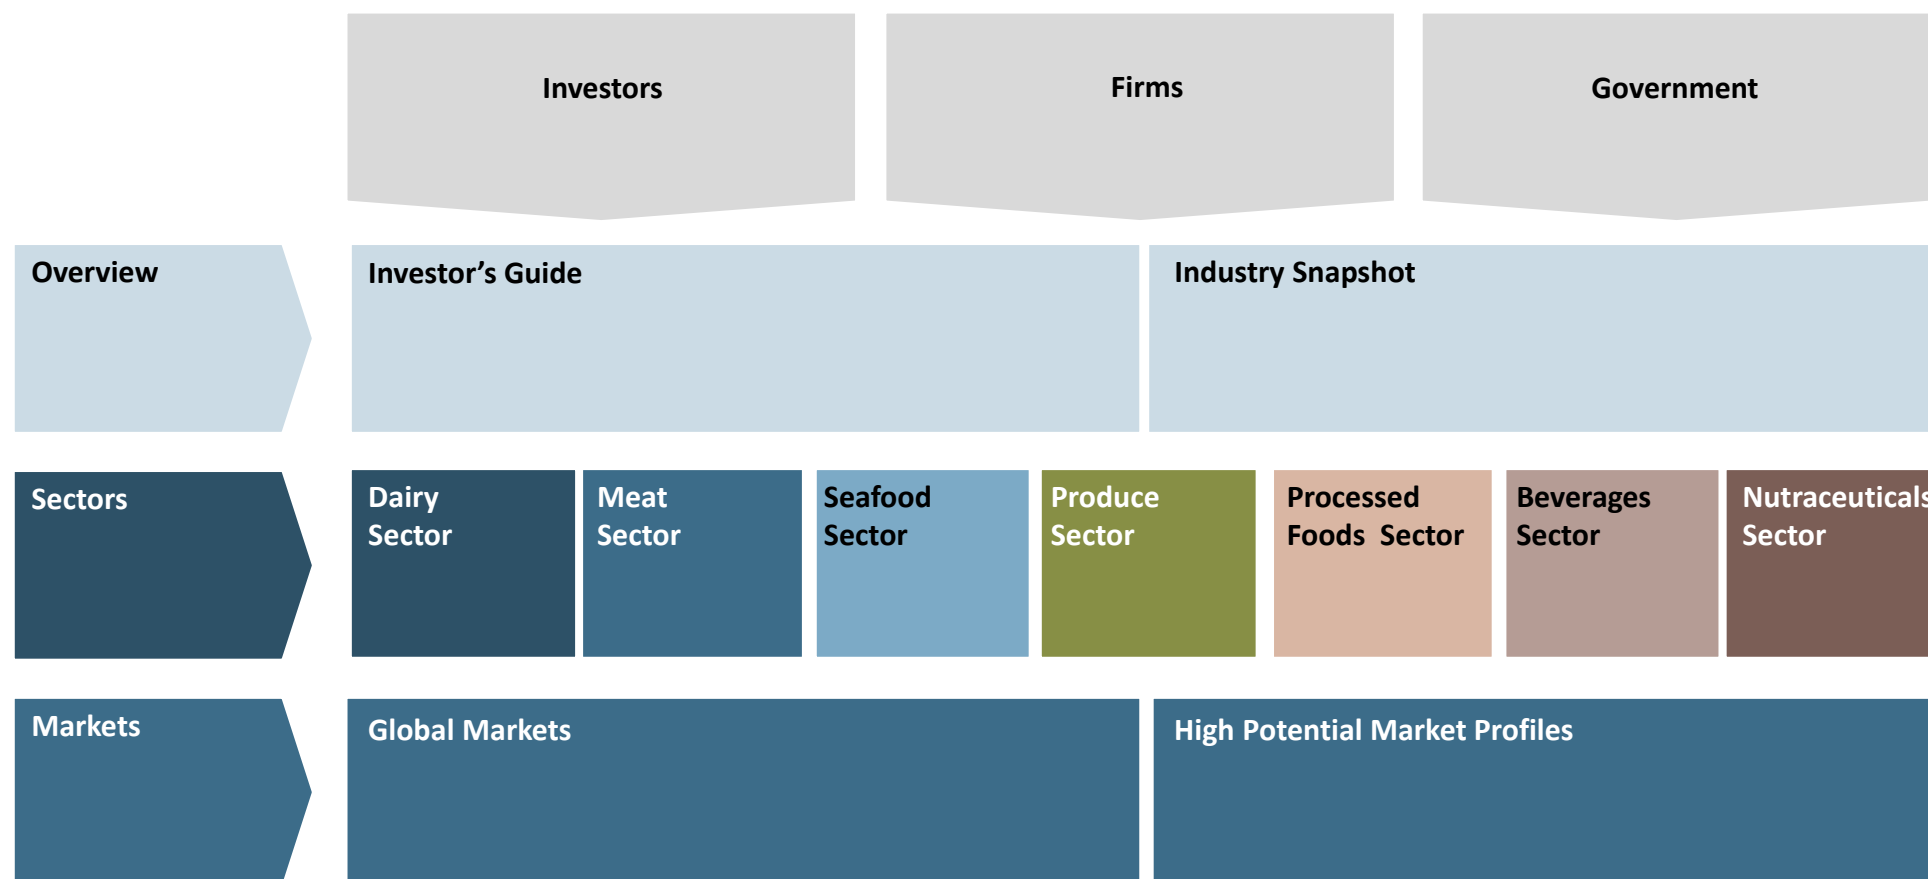 Investors
Firms
Government
Overview
Investor’s Guide
Industry Snapshot
Sectors
Dairy
Sector
Meat
Sector
Seafood
Sector
Produce
Sector
Processed
Foods  Sector
Beverages
Sector
Nutraceuticals
Sector
Markets
Global Markets
High Potential Market Profiles